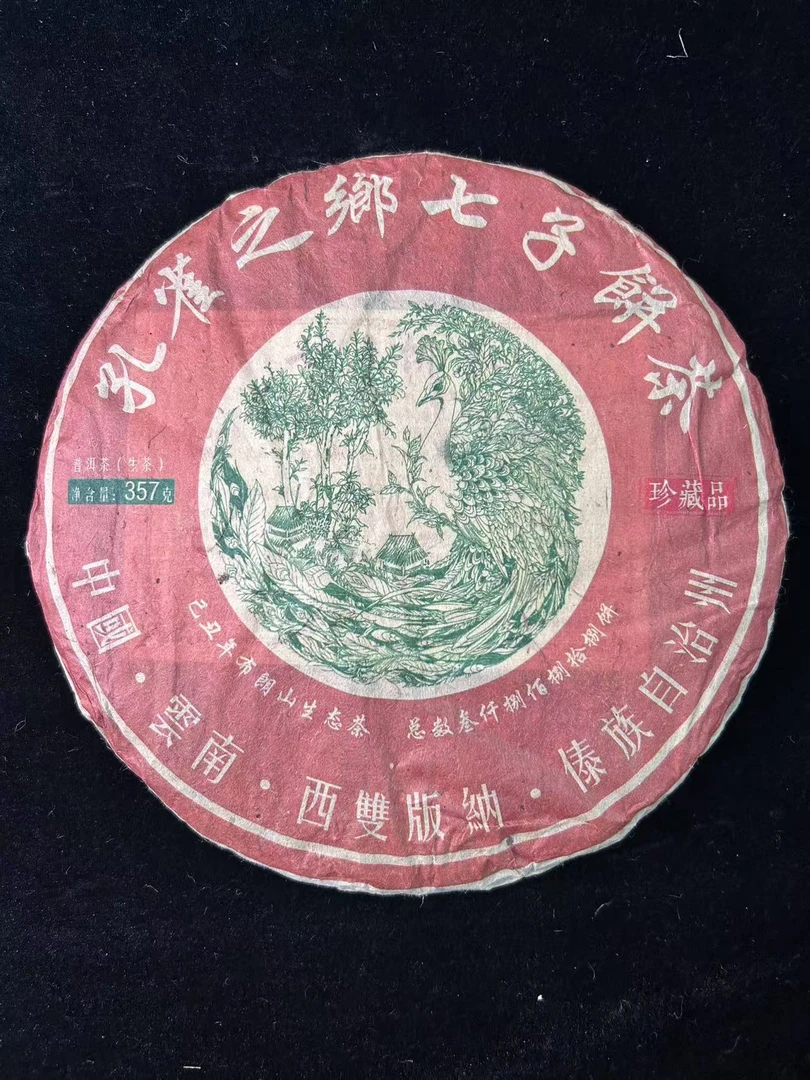 孔雀之鄉七子餅茶
普洱茶（生茶）
净含量：357克
珍藏品
己丑年布朗山生态茶 总数叁仟捌佰捌拾捌饼
中國·雲南·西雙版納·傣族自治州